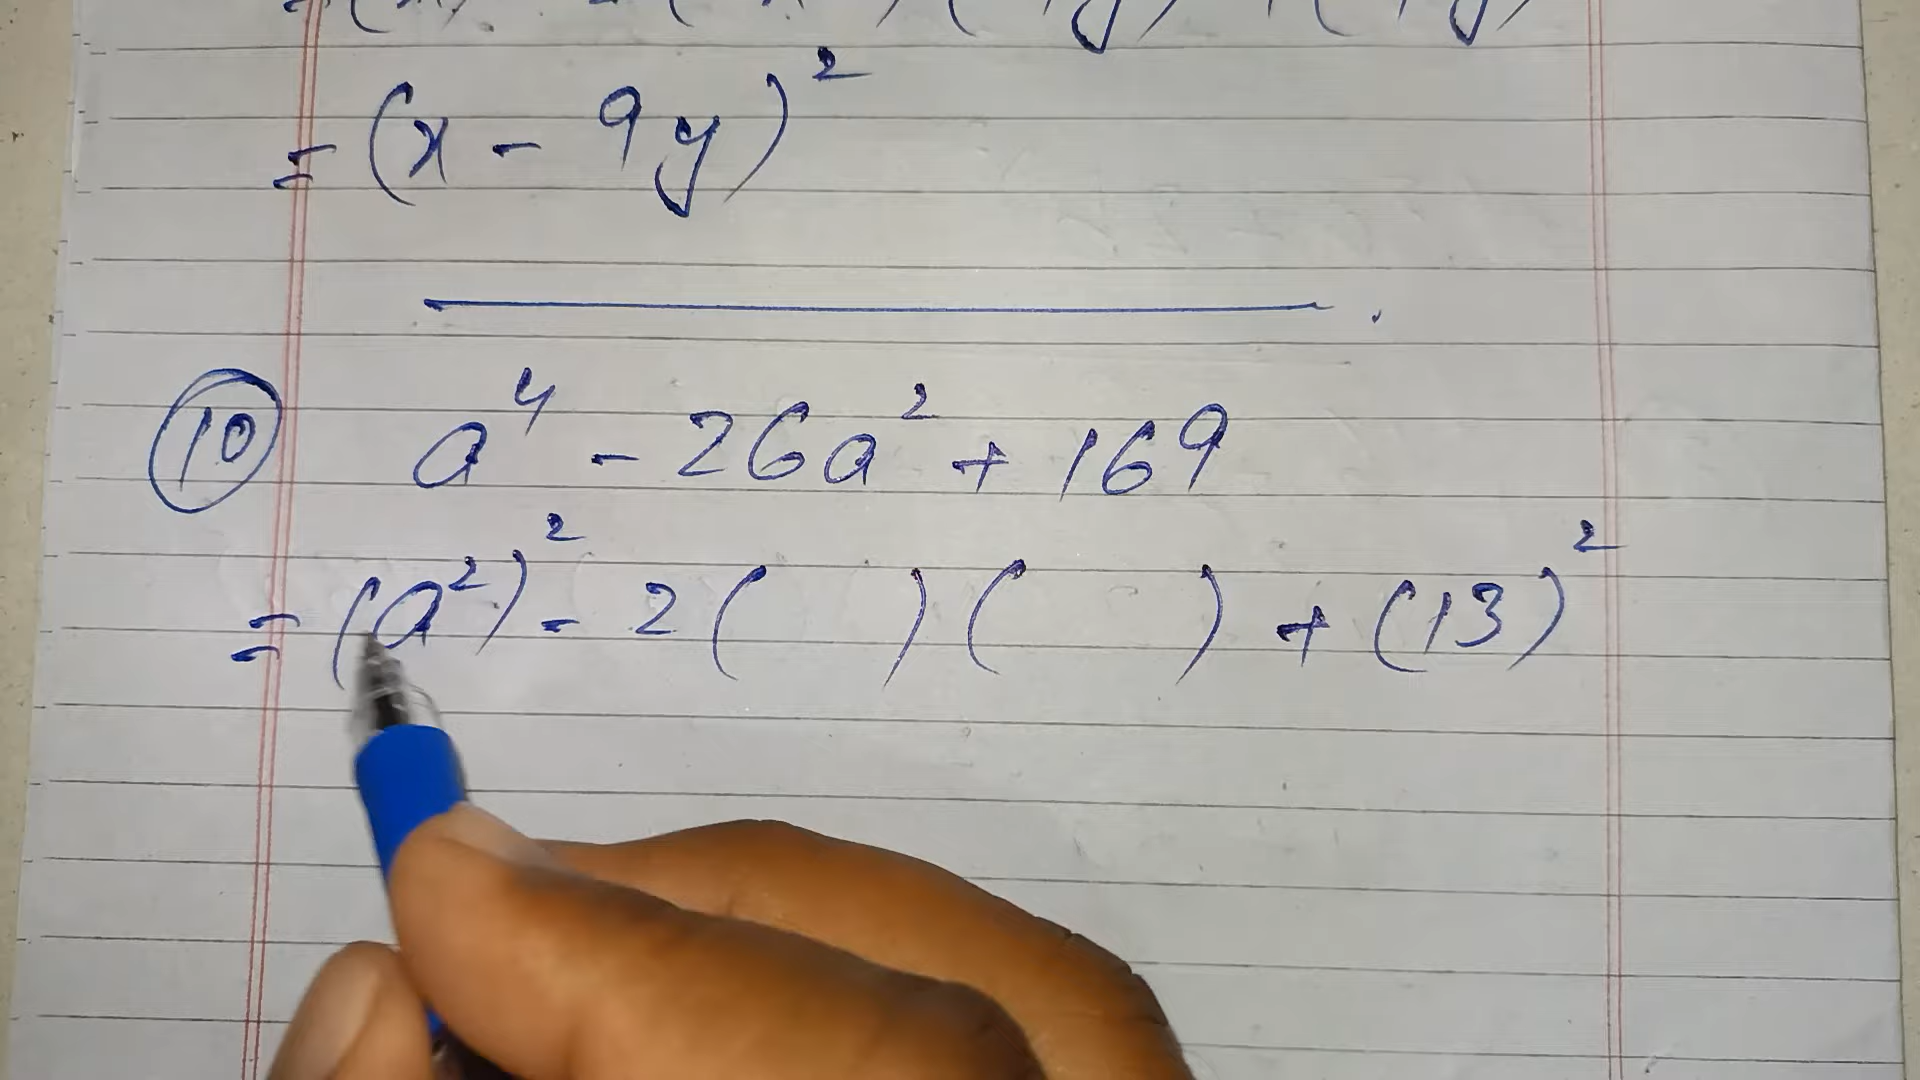 = (x - 9y)²
(10) a⁴ - 26a² + 169
= (a²)² - 2 (    ) (    ) + (13)²